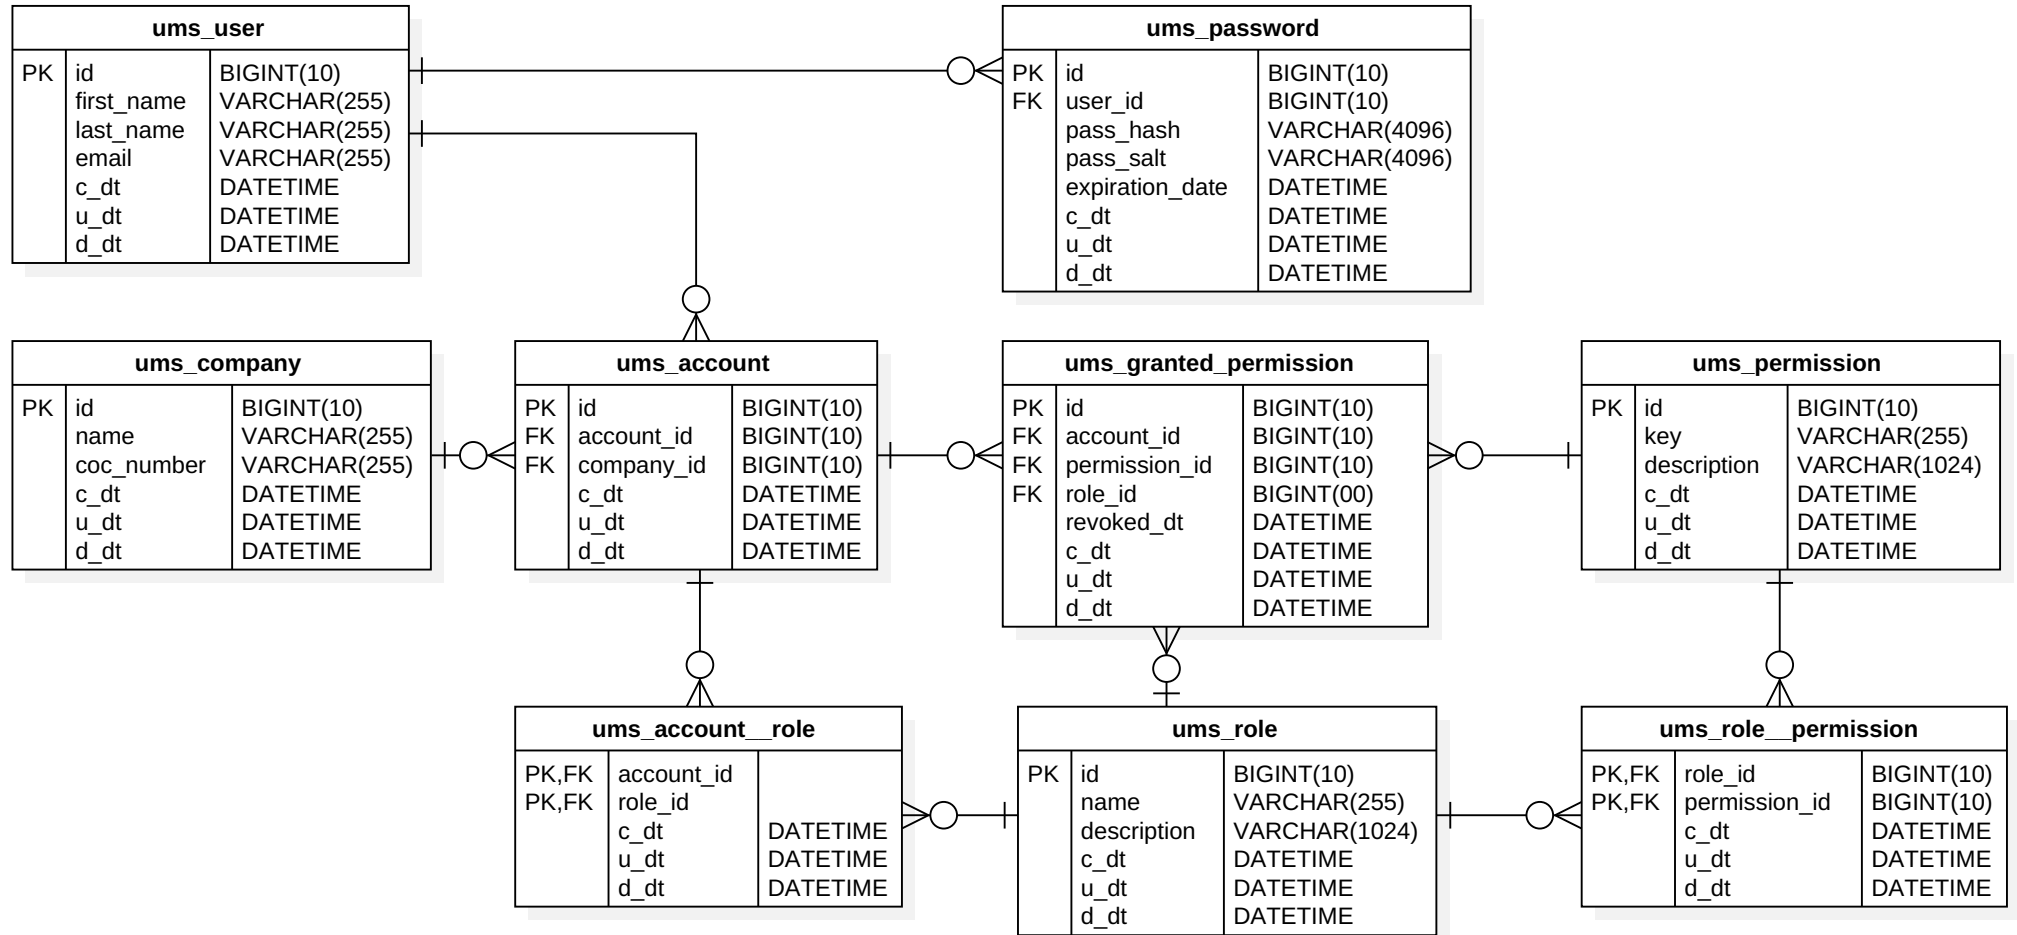 ums_user
PK id BIGINT(10)
first_name VARCHAR(255)
last_name VARCHAR(255)
email VARCHAR(255)
c_dt DATETIME
u_dt DATETIME
d_dt DATETIME
ums_password
PK id BIGINT(10)
FK user_id BIGINT(10)
pass_hash VARCHAR(4096)
pass_salt VARCHAR(4096)
expiration_date DATETIME
c_dt DATETIME
u_dt DATETIME
d_dt DATETIME
ums_company
PK id BIGINT(10)
name VARCHAR(255)
coc_number VARCHAR(255)
c_dt DATETIME
u_dt DATETIME
d_dt DATETIME
ums_account
PK id BIGINT(10)
FK account_id BIGINT(10)
FK company_id BIGINT(10)
c_dt DATETIME
u_dt DATETIME
d_dt DATETIME
ums_granted_permission
PK id BIGINT(10)
FK account_id BIGINT(10)
FK permission_id BIGINT(10)
FK role_id BIGINT(00)
revoked_dt DATETIME
c_dt DATETIME
u_dt DATETIME
d_dt DATETIME
ums_permission
PK id BIGINT(10)
key VARCHAR(255)
description VARCHAR(1024)
c_dt DATETIME
u_dt DATETIME
d_dt DATETIME
ums_account__role
PK,FK account_id
PK,FK role_id
c_dt DATETIME
u_dt DATETIME
d_dt DATETIME
ums_role
PK id BIGINT(10)
name VARCHAR(255)
description VARCHAR(1024)
c_dt DATETIME
u_dt DATETIME
d_dt DATETIME
ums_role__permission
PK,FK role_id BIGINT(10)
PK,FK permission_id BIGINT(10)
c_dt DATETIME
u_dt DATETIME
d_dt DATETIME